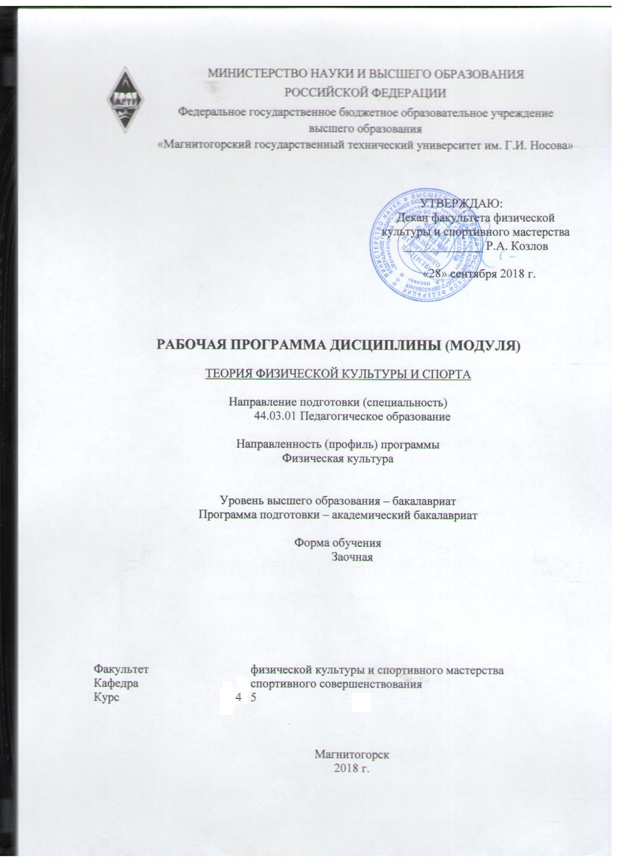 МИНИСТЕРСТВО НАУКИ И ВЫСШЕГО ОБРАЗОВАНИЯ
РОССИЙСКОЙ ФЕДЕРАЦИИ
Федеральное государственное бюджетное образовательное учреждение
высшего образования
«Магнитогорский государственный технический университет им. Г.И. Носова»
УТВЕРЖДАЮ:
Декан факультета физической
культуры и спортивного мастерства
Р.А. Козлов
«28» сентября 2018 г.
РАБОЧАЯ ПРОГРАММА ДИСЦИПЛИНЫ (МОДУЛЯ)
ТЕОРИЯ ФИЗИЧЕСКОЙ КУЛЬТУРЫ И СПОРТА
Направление подготовки (специальность)
44.03.01 Педагогическое образование
Направленность (профиль) программы
Физическая культура
Уровень высшего образования – бакалавриат
Программа подготовки – академический бакалавриат
Форма обучения
Заочная
Факультет физической культуры и спортивного мастерства
Кафедра спортивного совершенствования
Курс 4 5
Магнитогорск
2018 г.